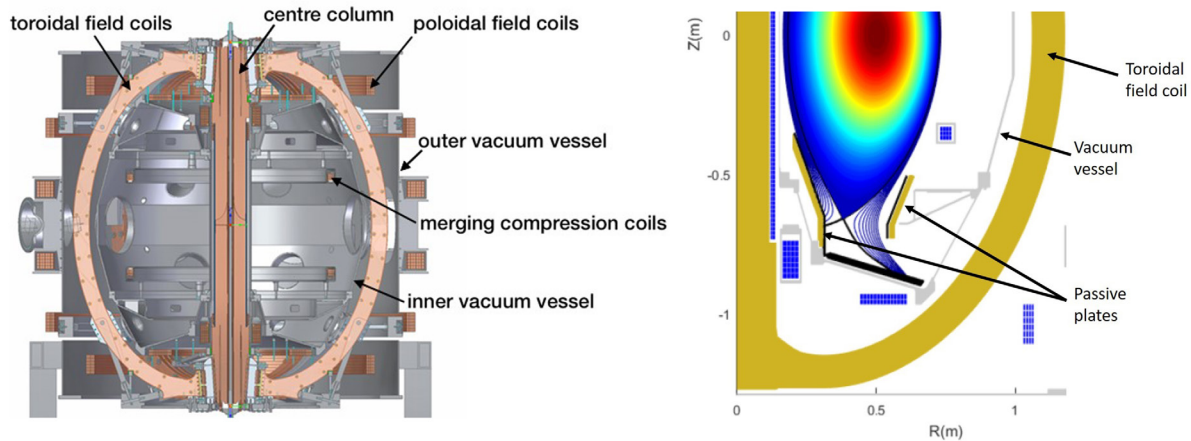 toroidal field coils
centre column
poloidal field coils
outer vacuum vessel
merging compression coils
inner vacuum vessel
Z(m)
0
-0.5
-1
0
0.5
1
R(m)
Toroidal
field coil
Vacuum
vessel
Passive
plates